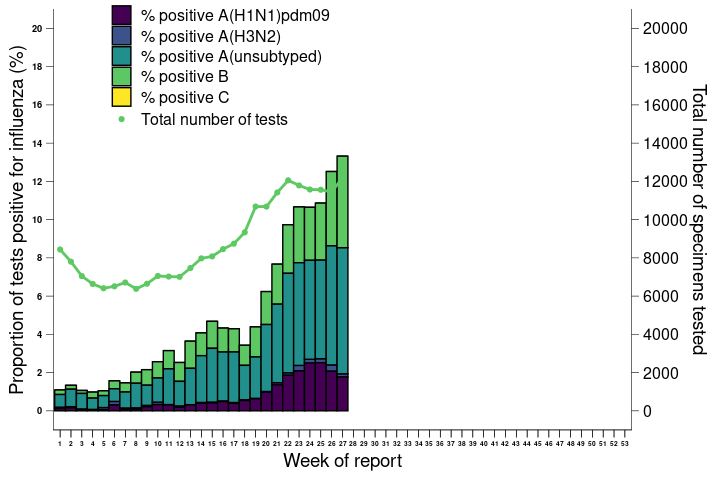 % positive A(H1N1)pdm09
% positive A(H3N2)
% positive A(unsubtyped)
% positive B
% positive C
Total number of tests
Proportion of tests positive for influenza (%)
20
18
16
14
12
10
8
6
4
2
0
20000
18000
16000
14000
12000
10000
8000
6000
4000
2000
0
Total number of specimens tested
1 2 3 4 5 6 7 8 9 10 11 12 13 14 15 16 17 18 19 20 21 22 23 24 25 26 27 28 29 30 31 32 33 34 35 36 37 38 39 40 41 42 43 44 45 46 47 48 49 50 51 52 53
Week of report